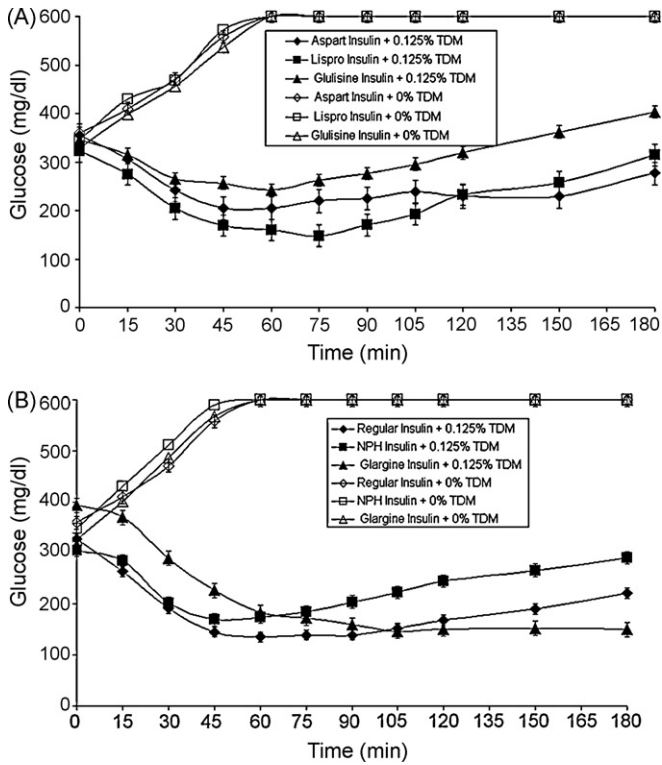 (A)
600
500
400
300
200
100
0
Glucose (mg/dl)
Aspart Insulin + 0.125% TDM
Lispro Insulin + 0.125% TDM
Glulisine Insulin + 0.125% TDM
Aspart Insulin + 0% TDM
Lispro Insulin + 0% TDM
Glulisine Insulin + 0% TDM
0 15 30 45 60 75 90 105 120 135 150 165 180
Time (min)
(B)
600
500
400
300
200
100
0
Glucose (mg/dl)
Regular Insulin + 0.125% TDM
NPH Insulin + 0.125% TDM
Glargine Insulin + 0.125% TDM
Regular Insulin + 0% TDM
NPH Insulin + 0% TDM
Glargine Insulin + 0% TDM
0 15 30 45 60 75 90 105 120 135 150 165 180
Time (min)